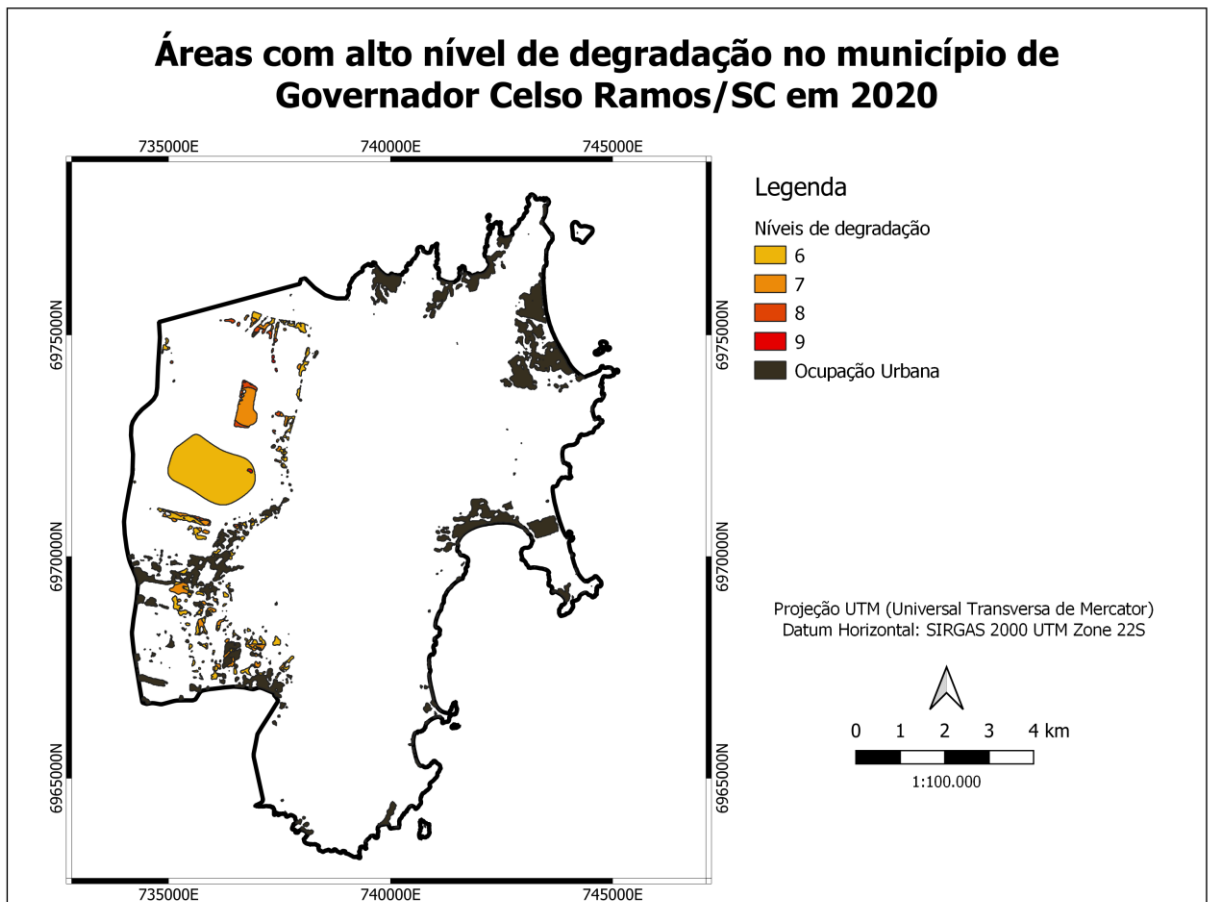 Áreas com alto nível de degradação no município de
Governador Celso Ramos/SC em 2020
735000E 740000E 745000E
6975000N 6975000N
6970000N 6970000N
6965000N 6965000N
735000E 740000E 745000E
Legenda
Níveis de degradação
6
7
8
9
Ocupação Urbana
Projeção UTM (Universal Transversa de Mercator)
Datum Horizontal: SIRGAS 2000 UTM Zone 22S
0 1 2 3 4 km
1:100.000